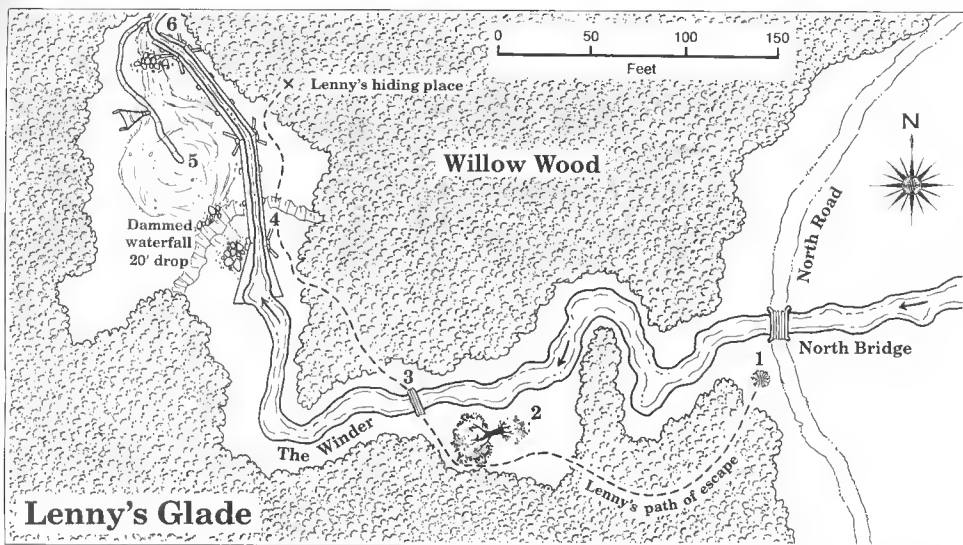 6
0 50 100 150
Feet
Lenny's hiding place
N
Willow Wood
5
North Road
Dammed
waterfall
20' drop
4
North Bridge
3
1
2
The Winder
Lenny's path of escape
Lenny's Glade